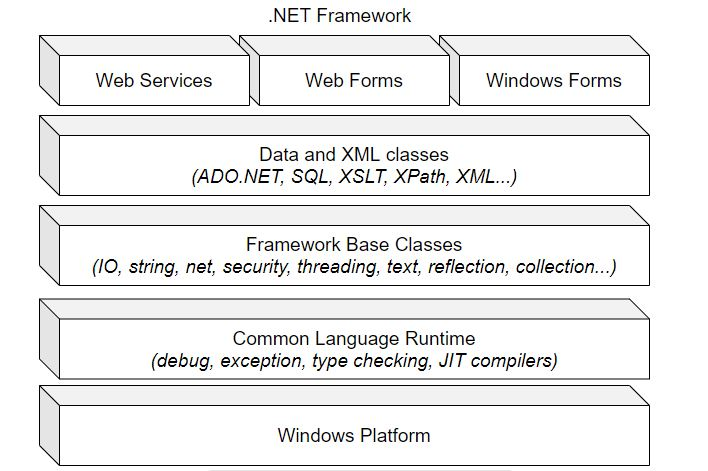 .NET Framework
Web Services
Web Forms
Windows Forms
Data and XML classes
(ADO.NET, SQL, XSLT, XPath, XML...)
Framework Base Classes
(IO, string, net, security, threading, text, reflection, collection...)
Common Language Runtime
(debug, exception, type checking, JIT compilers)
Windows Platform